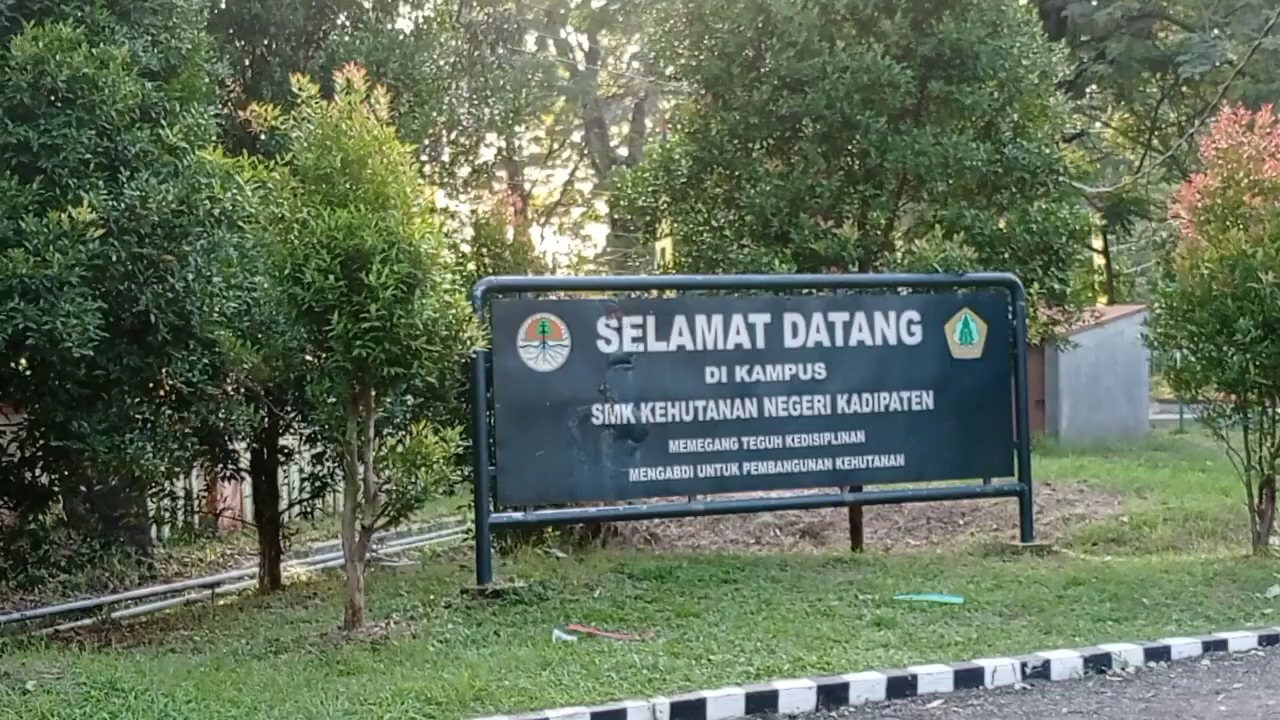 SELAMAT DATANG
DI KAMPUS
SMK KEHUTANAN NEGERI KADIPATEN
MEMEGANG TEGUH KEDISIPLINAN
MENGABDI UNTUK PEMBANGUNAN KEHUTANAN